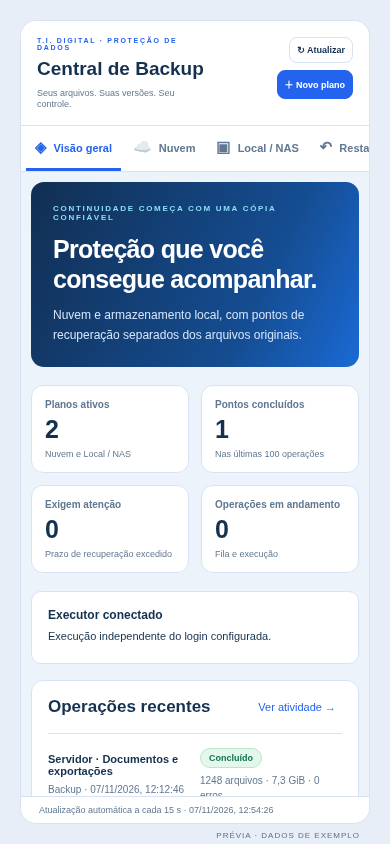 T.I. DIGITAL · PROTEÇÃO DE
DADOS
Central de Backup
Seus arquivos. Suas versões. Seu
controle.
↻ Atualizar
＋ Novo plano
Visão geral
Nuvem
Local / NAS
Resta
CONTINUIDADE COMEÇA COM UMA CÓPIA
CONFIÁVEL
Proteção que você
consegue acompanhar.
Nuvem e armazenamento local, com pontos de
recuperação separados dos arquivos originais.
Planos ativos
2
Nuvem e Local / NAS
Pontos concluídos
1
Nas últimas 100 operações
Exigem atenção
0
Prazo de recuperação excedido
Operações em andamento
0
Fila e execução
Executor conectado
Execução independente do login configurada.
Operações recentes
Ver atividade →
Servidor · Documentos e
exportações
Backup · 07/11/2026, 12:12:46
Concluído
1248 arquivos · 7,3 GiB · 0
erros
Atualização automática a cada 15 s · 07/11/2026, 12:54:26
PRÉVIA · DADOS DE EXEMPLO